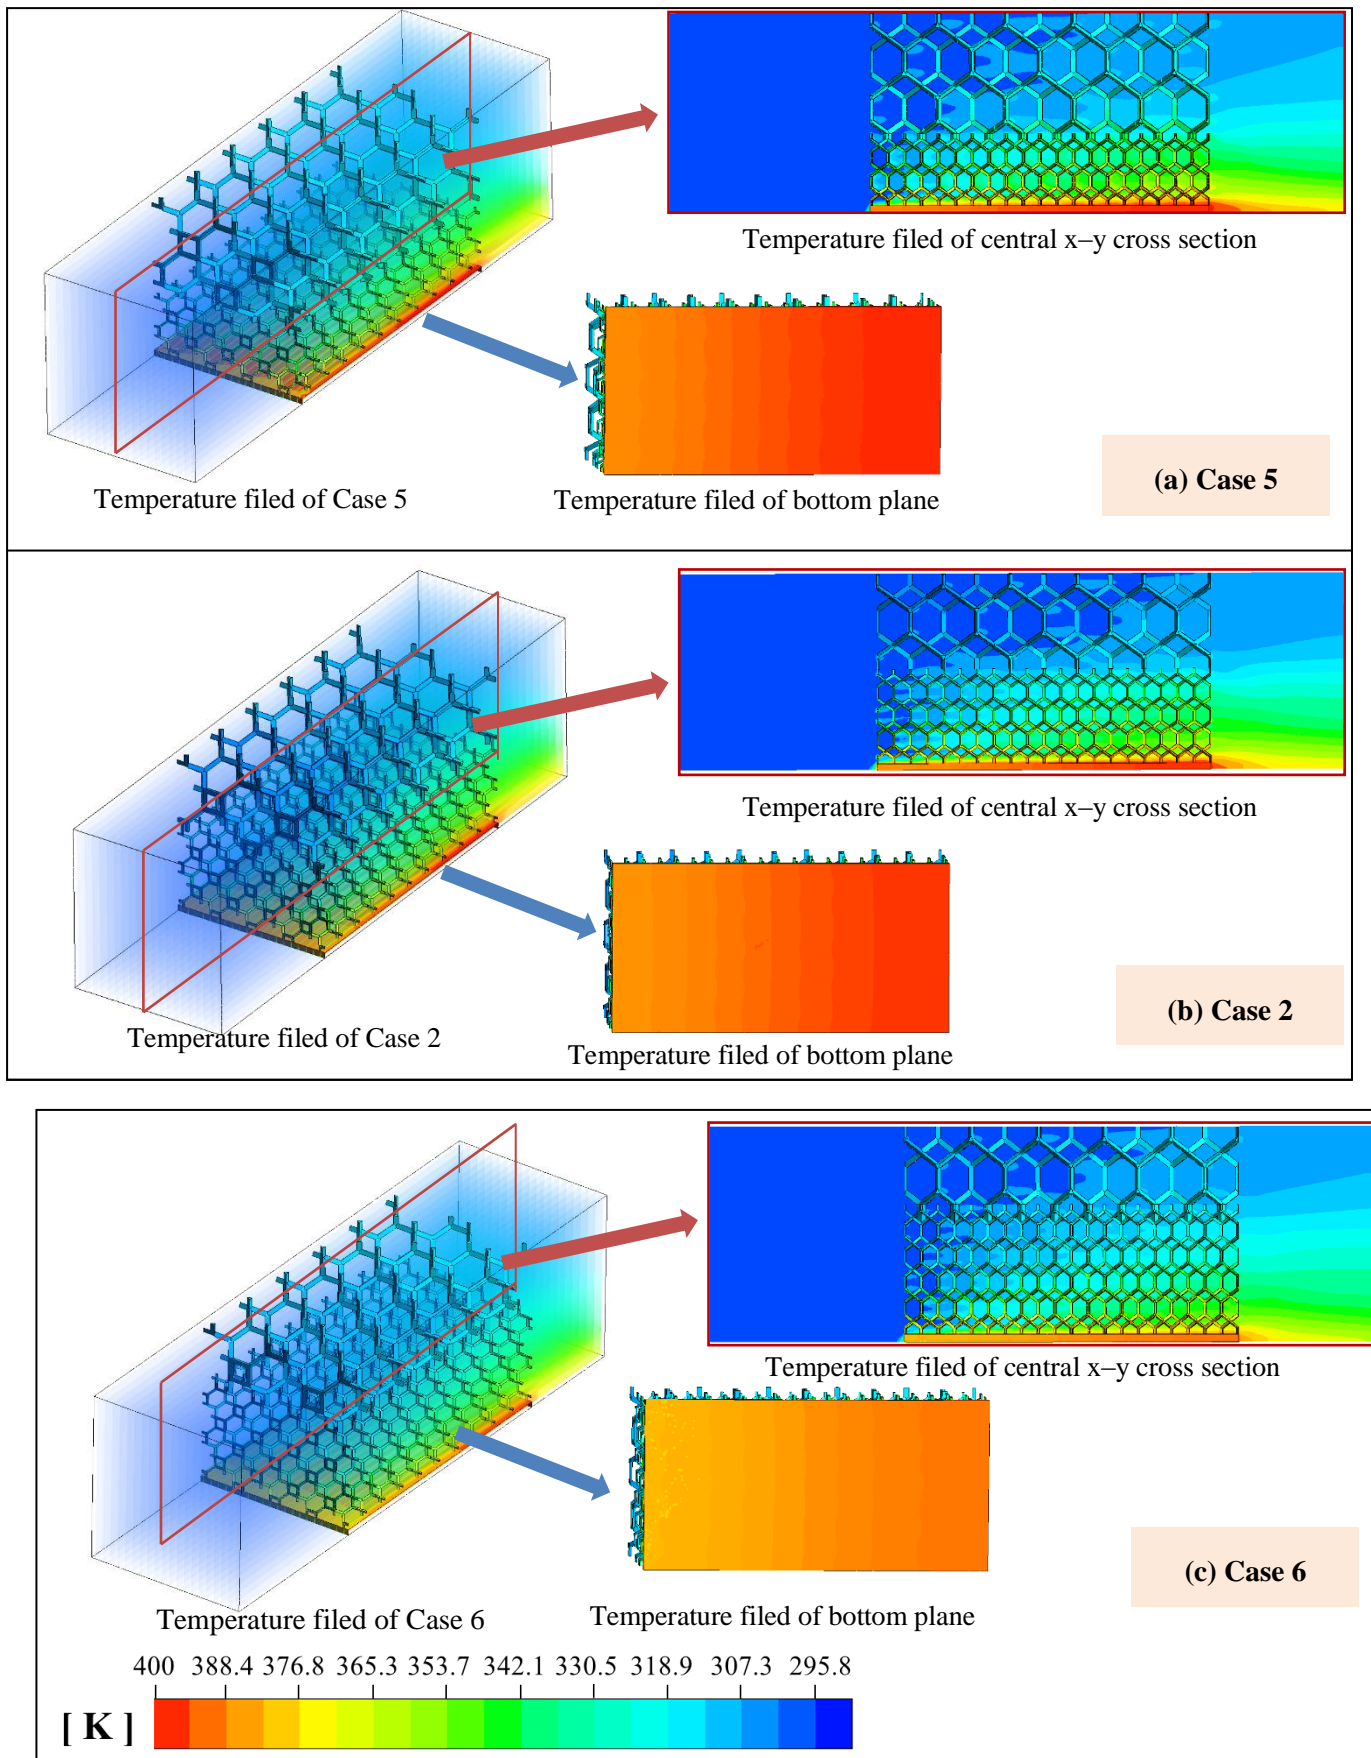 Temperature filed of central x–y cross section
Temperature filed of Case 5
Temperature filed of bottom plane
(a) Case 5
Temperature filed of central x–y cross section
Temperature filed of Case 2
Temperature filed of bottom plane
(b) Case 2
Temperature filed of central x–y cross section
Temperature filed of Case 6
Temperature filed of bottom plane
(c) Case 6
400 388.4 376.8 365.3 353.7 342.1 330.5 318.9 307.3 295.8
[ K ]